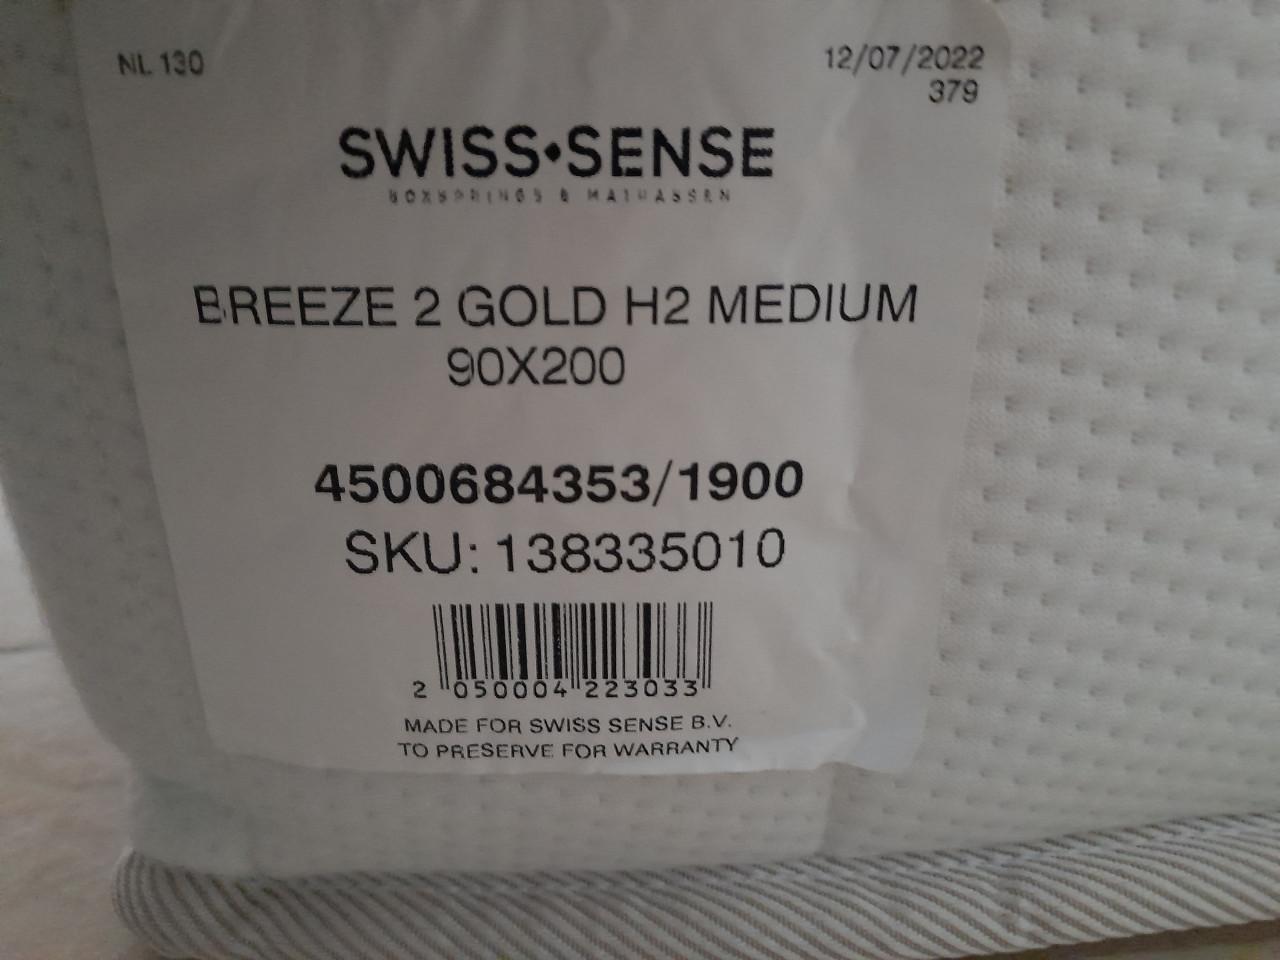 NL 130
12/07/2022
379
SWISS•SENSE
BOXSPRINGS & MATRASSEN
BREEZE 2 GOLD H2 MEDIUM
90X200
4500684353/1900
SKU: 138335010
2 050004 223033
MADE FOR SWISS SENSE B.V.
TO PRESERVE FOR WARRANTY